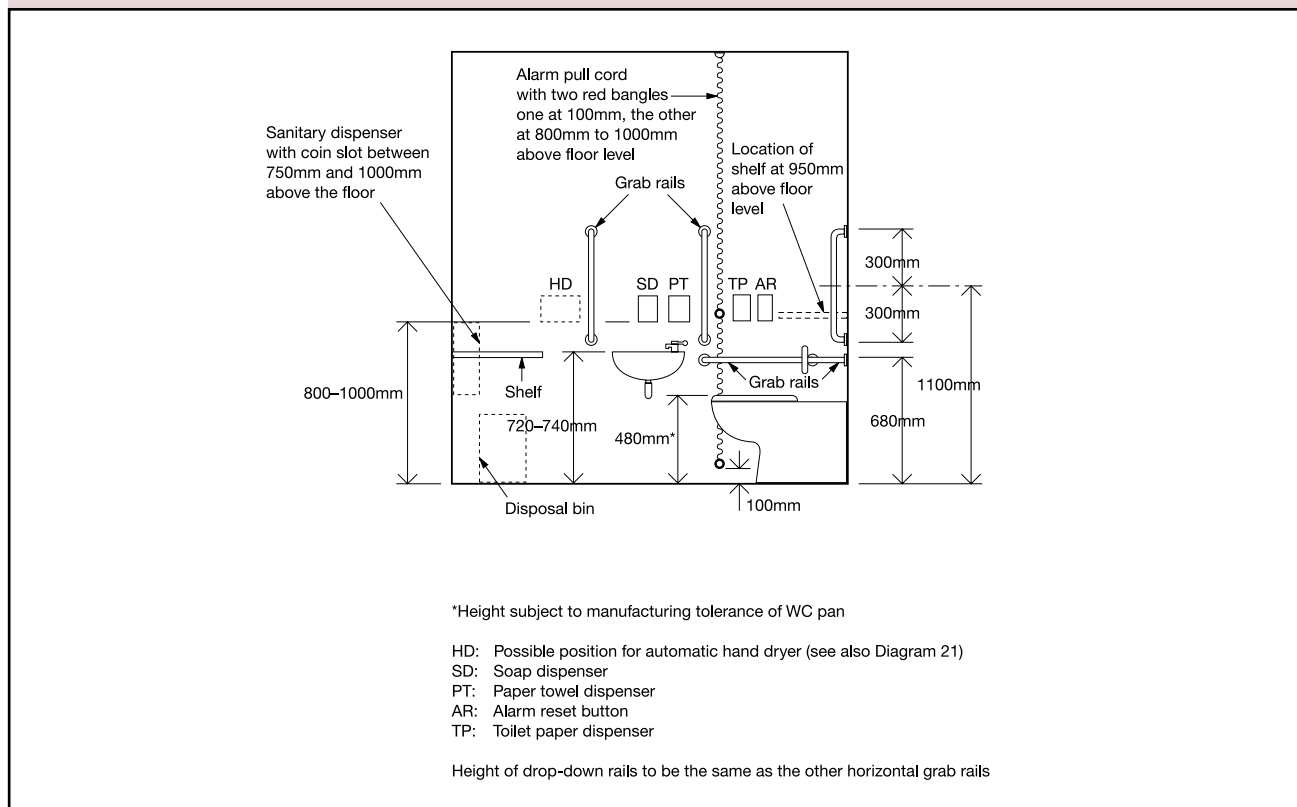 Alarm pull cord
with two red bangles
one at 100mm, the other
at 800mm to 1000mm
above floor level
Sanitary dispenser
with coin slot between
750mm and 1000mm
above the floor
Location of
shelf at 950mm
above floor
level
Grab rails
300mm
HD
SD
PT
TP
AR
300mm
Shelf
Grab rails
800–1000mm
720–740mm
480mm*
680mm
1100mm
Disposal bin
100mm
*Height subject to manufacturing tolerance of WC pan
HD: Possible position for automatic hand dryer (see also Diagram 21)
SD: Soap dispenser
PT: Paper towel dispenser
AR: Alarm reset button
TP: Toilet paper dispenser
Height of drop-down rails to be the same as the other horizontal grab rails